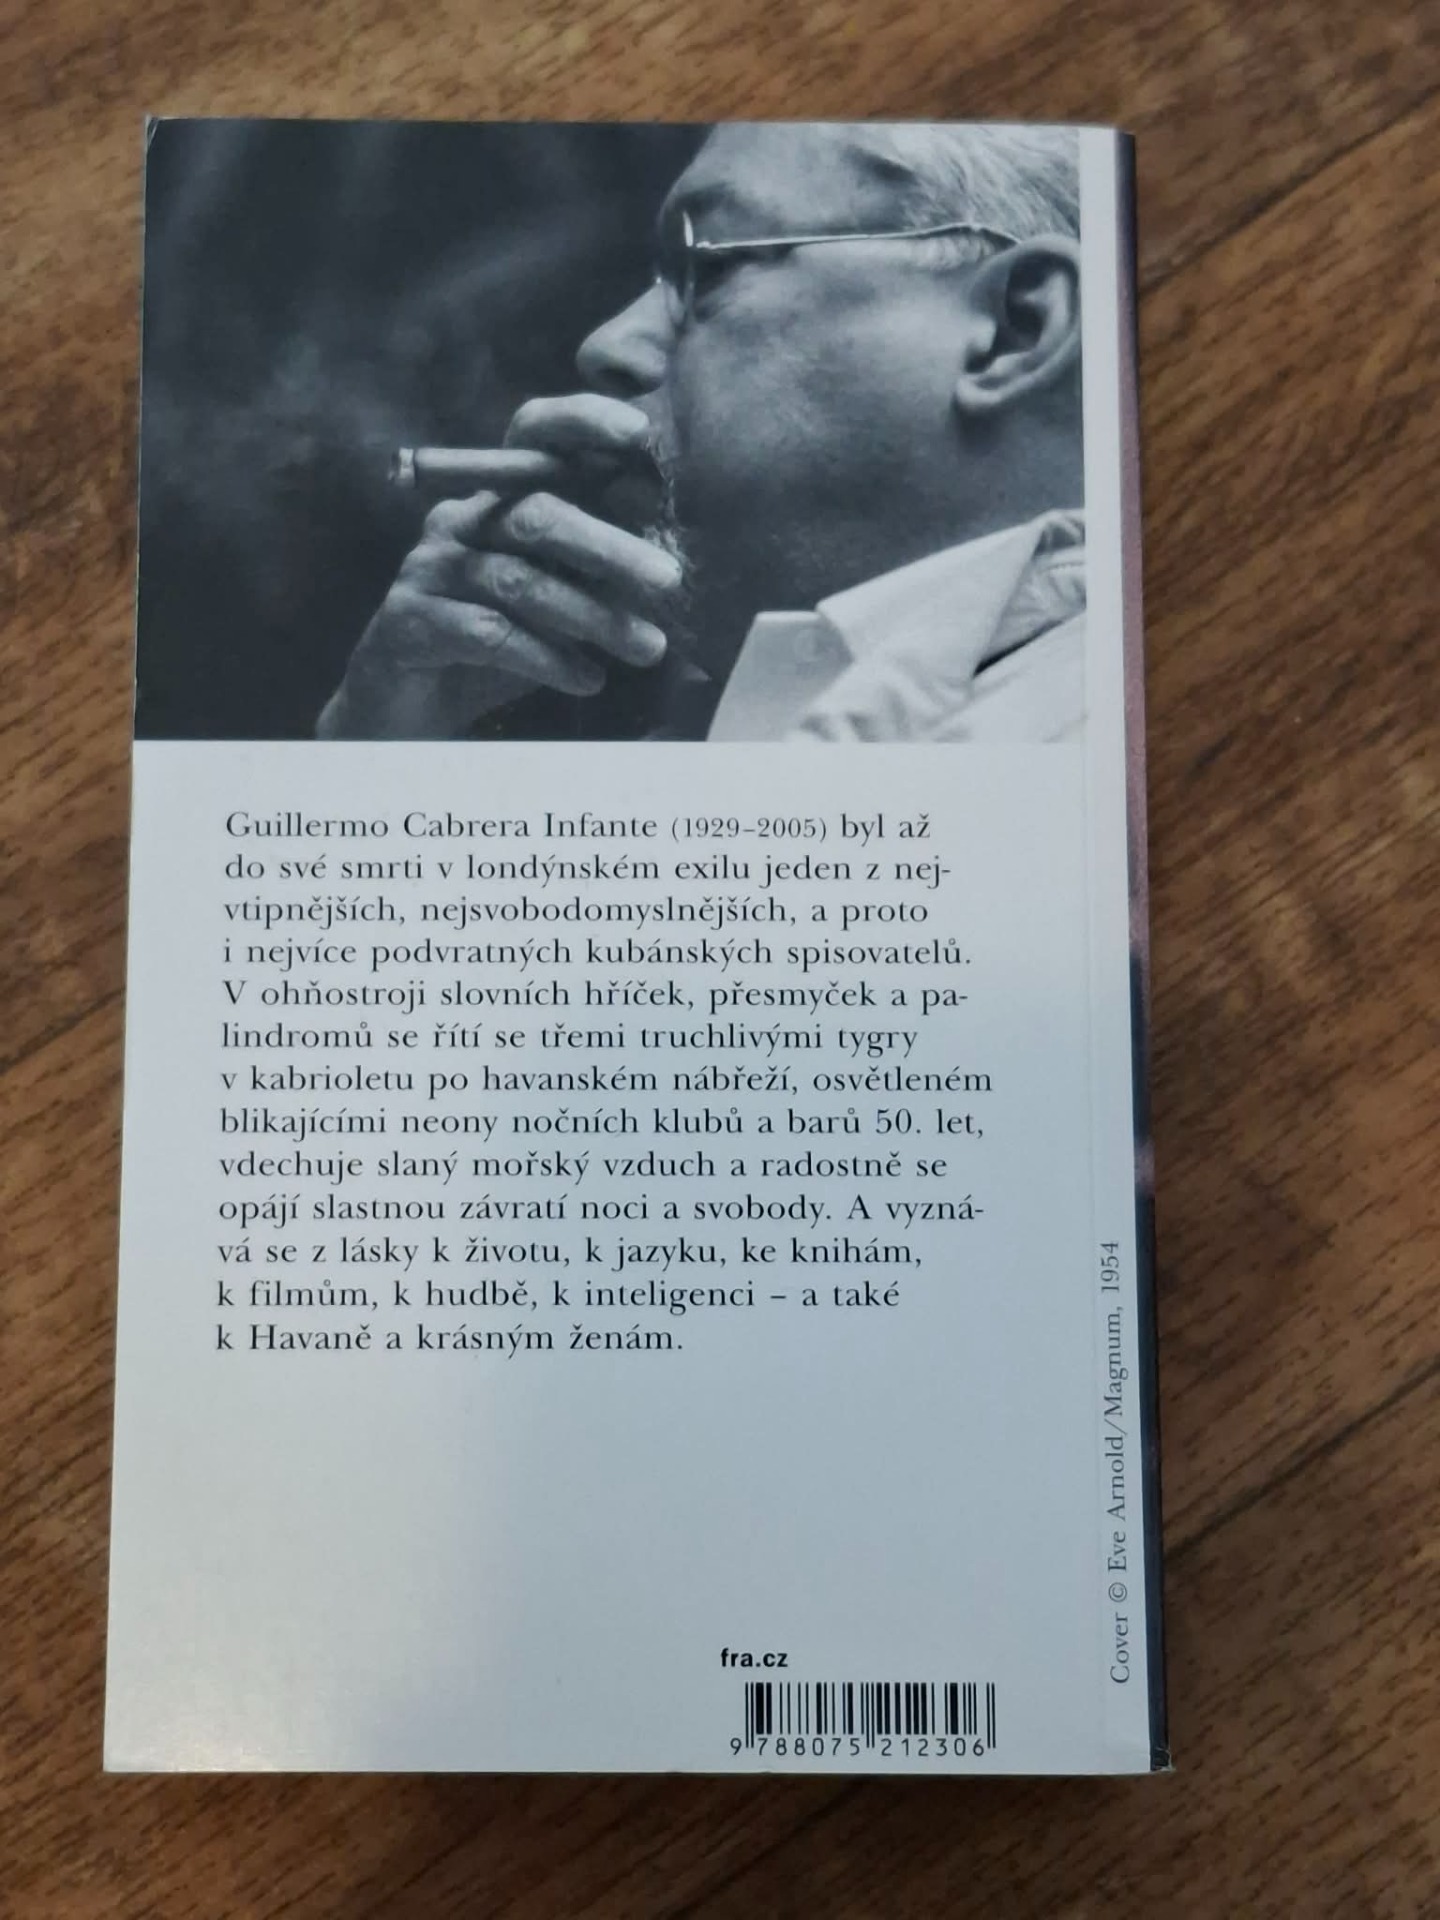 Guillermo Cabrera Infante (1929–2005) byl až
do své smrti v londýnském exilu jeden z nej-
vtipnějších, nejsvobodomyslnějších, a proto
i nejvíce podvratných kubánských spisovatelů.
V ohňostroji slovních hříček, přesmyček a pa-
lindromů se řítí se třemi truchlivými tygry
v kabrioletu po havanském nábřeží, osvětleném
blikajícími neony nočních klubů a barů 50. let,
vdechuje slaný mořský vzduch a radostně se
opájí slastnou závratí noci a svobody. A vyzná-
vá se z lásky k životu, k jazyku, ke knihám,
k filmům, k hudbě, k inteligenci – a také
k Havaně a krásným ženám.
Cover © Eve Arnold/Magnum, 1954
fra.cz
9 788075 212306